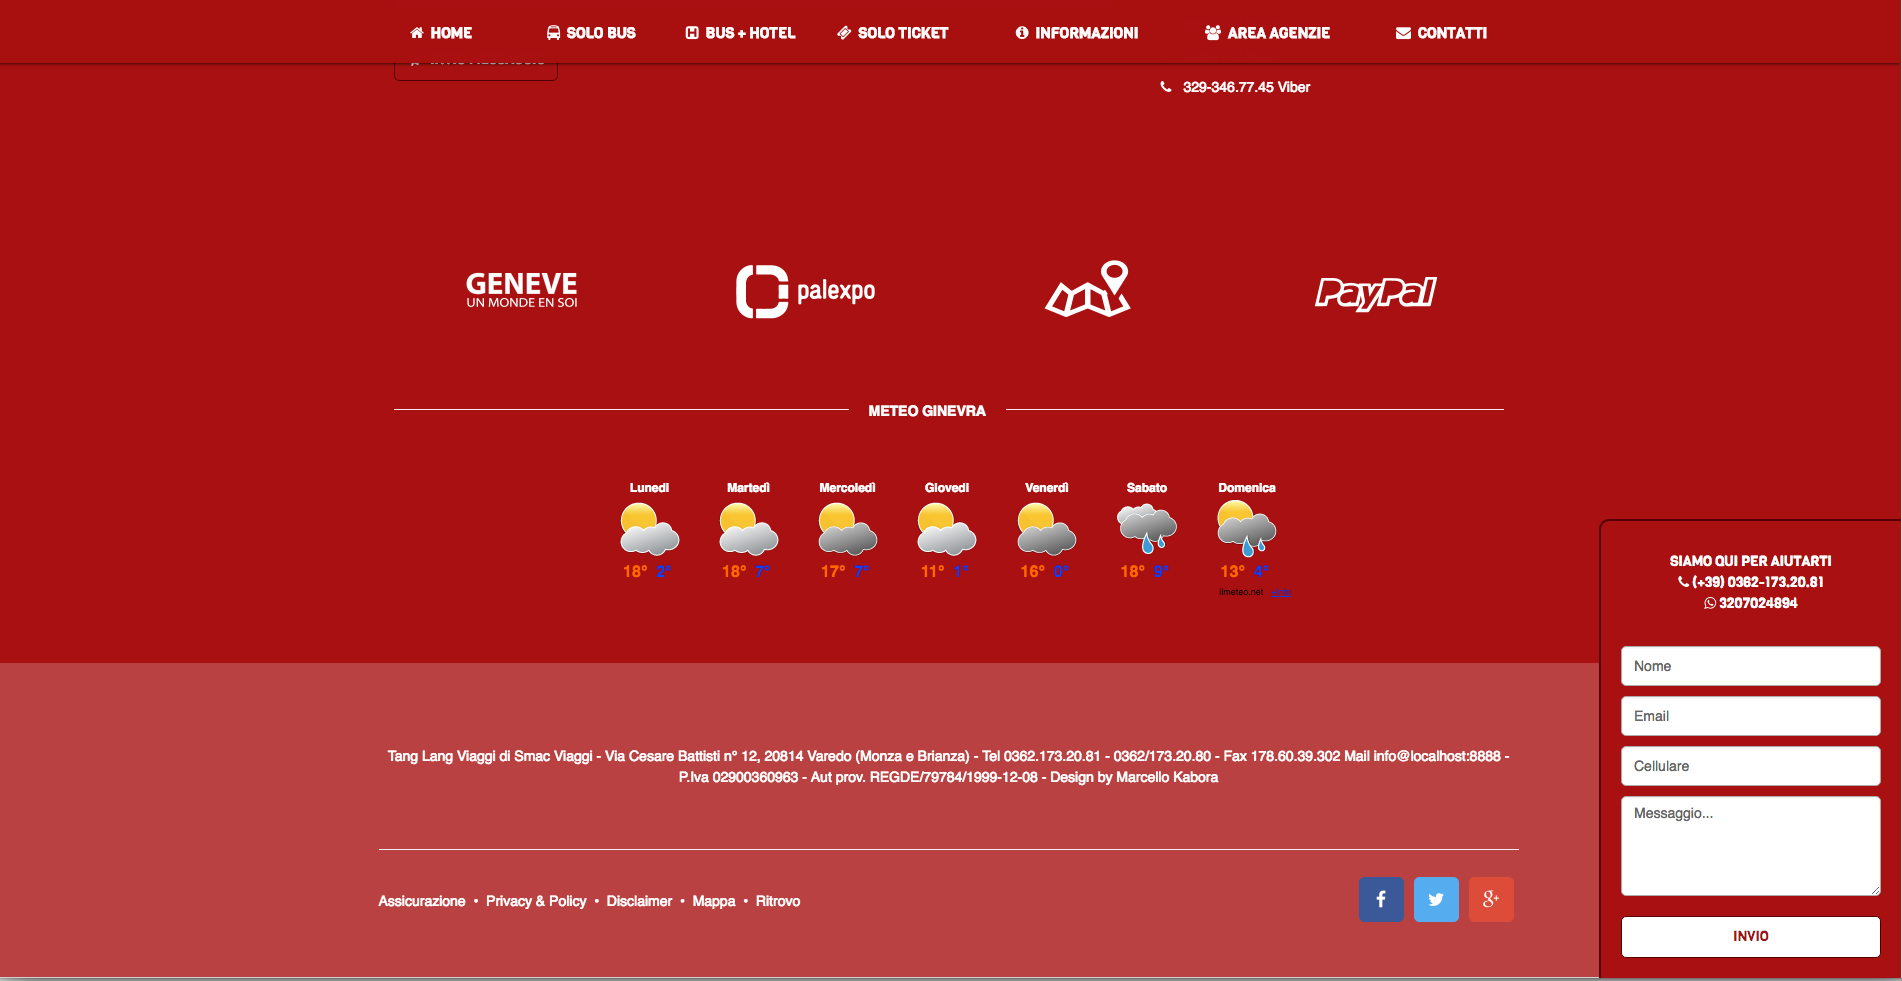 HOME SOLO BUS BUS + HOTEL SOLO TICKET INFORMAZIONI AREA AGENZIE CONTATTI
329-346.77.45 Viber
GENEVE
UN MONDE EN SOI
palexpo
PayPal
METEO GINEVRA
Lunedì Martedì Mercoledì Giovedì Venerdì Sabato Domenica
18° 2° 18° 7° 17° 7° 11° 1° 16° 0° 18° 9° 13° 4°
ilmeteo.net
SIAMO QUI PER AIUTARTI
(+39) 0362-173.20.81
3207024894
Nome
Email
Cellulare
Messaggio...
INVIO
Tang Lang Viaggi di Smac Viaggi - Via Cesare Battisti n° 12, 20814 Varedo (Monza e Brianza) - Tel 0362.173.20.81 - 0362/173.20.80 - Fax 178.60.39.302 Mail info@localhost:8888 -
P.Iva 02900360963 - Aut prov. REGDE/79784/1999-12-08 - Design by Marcello Kabora
Assicurazione • Privacy & Policy • Disclaimer • Mappa • Ritrovo
f g+